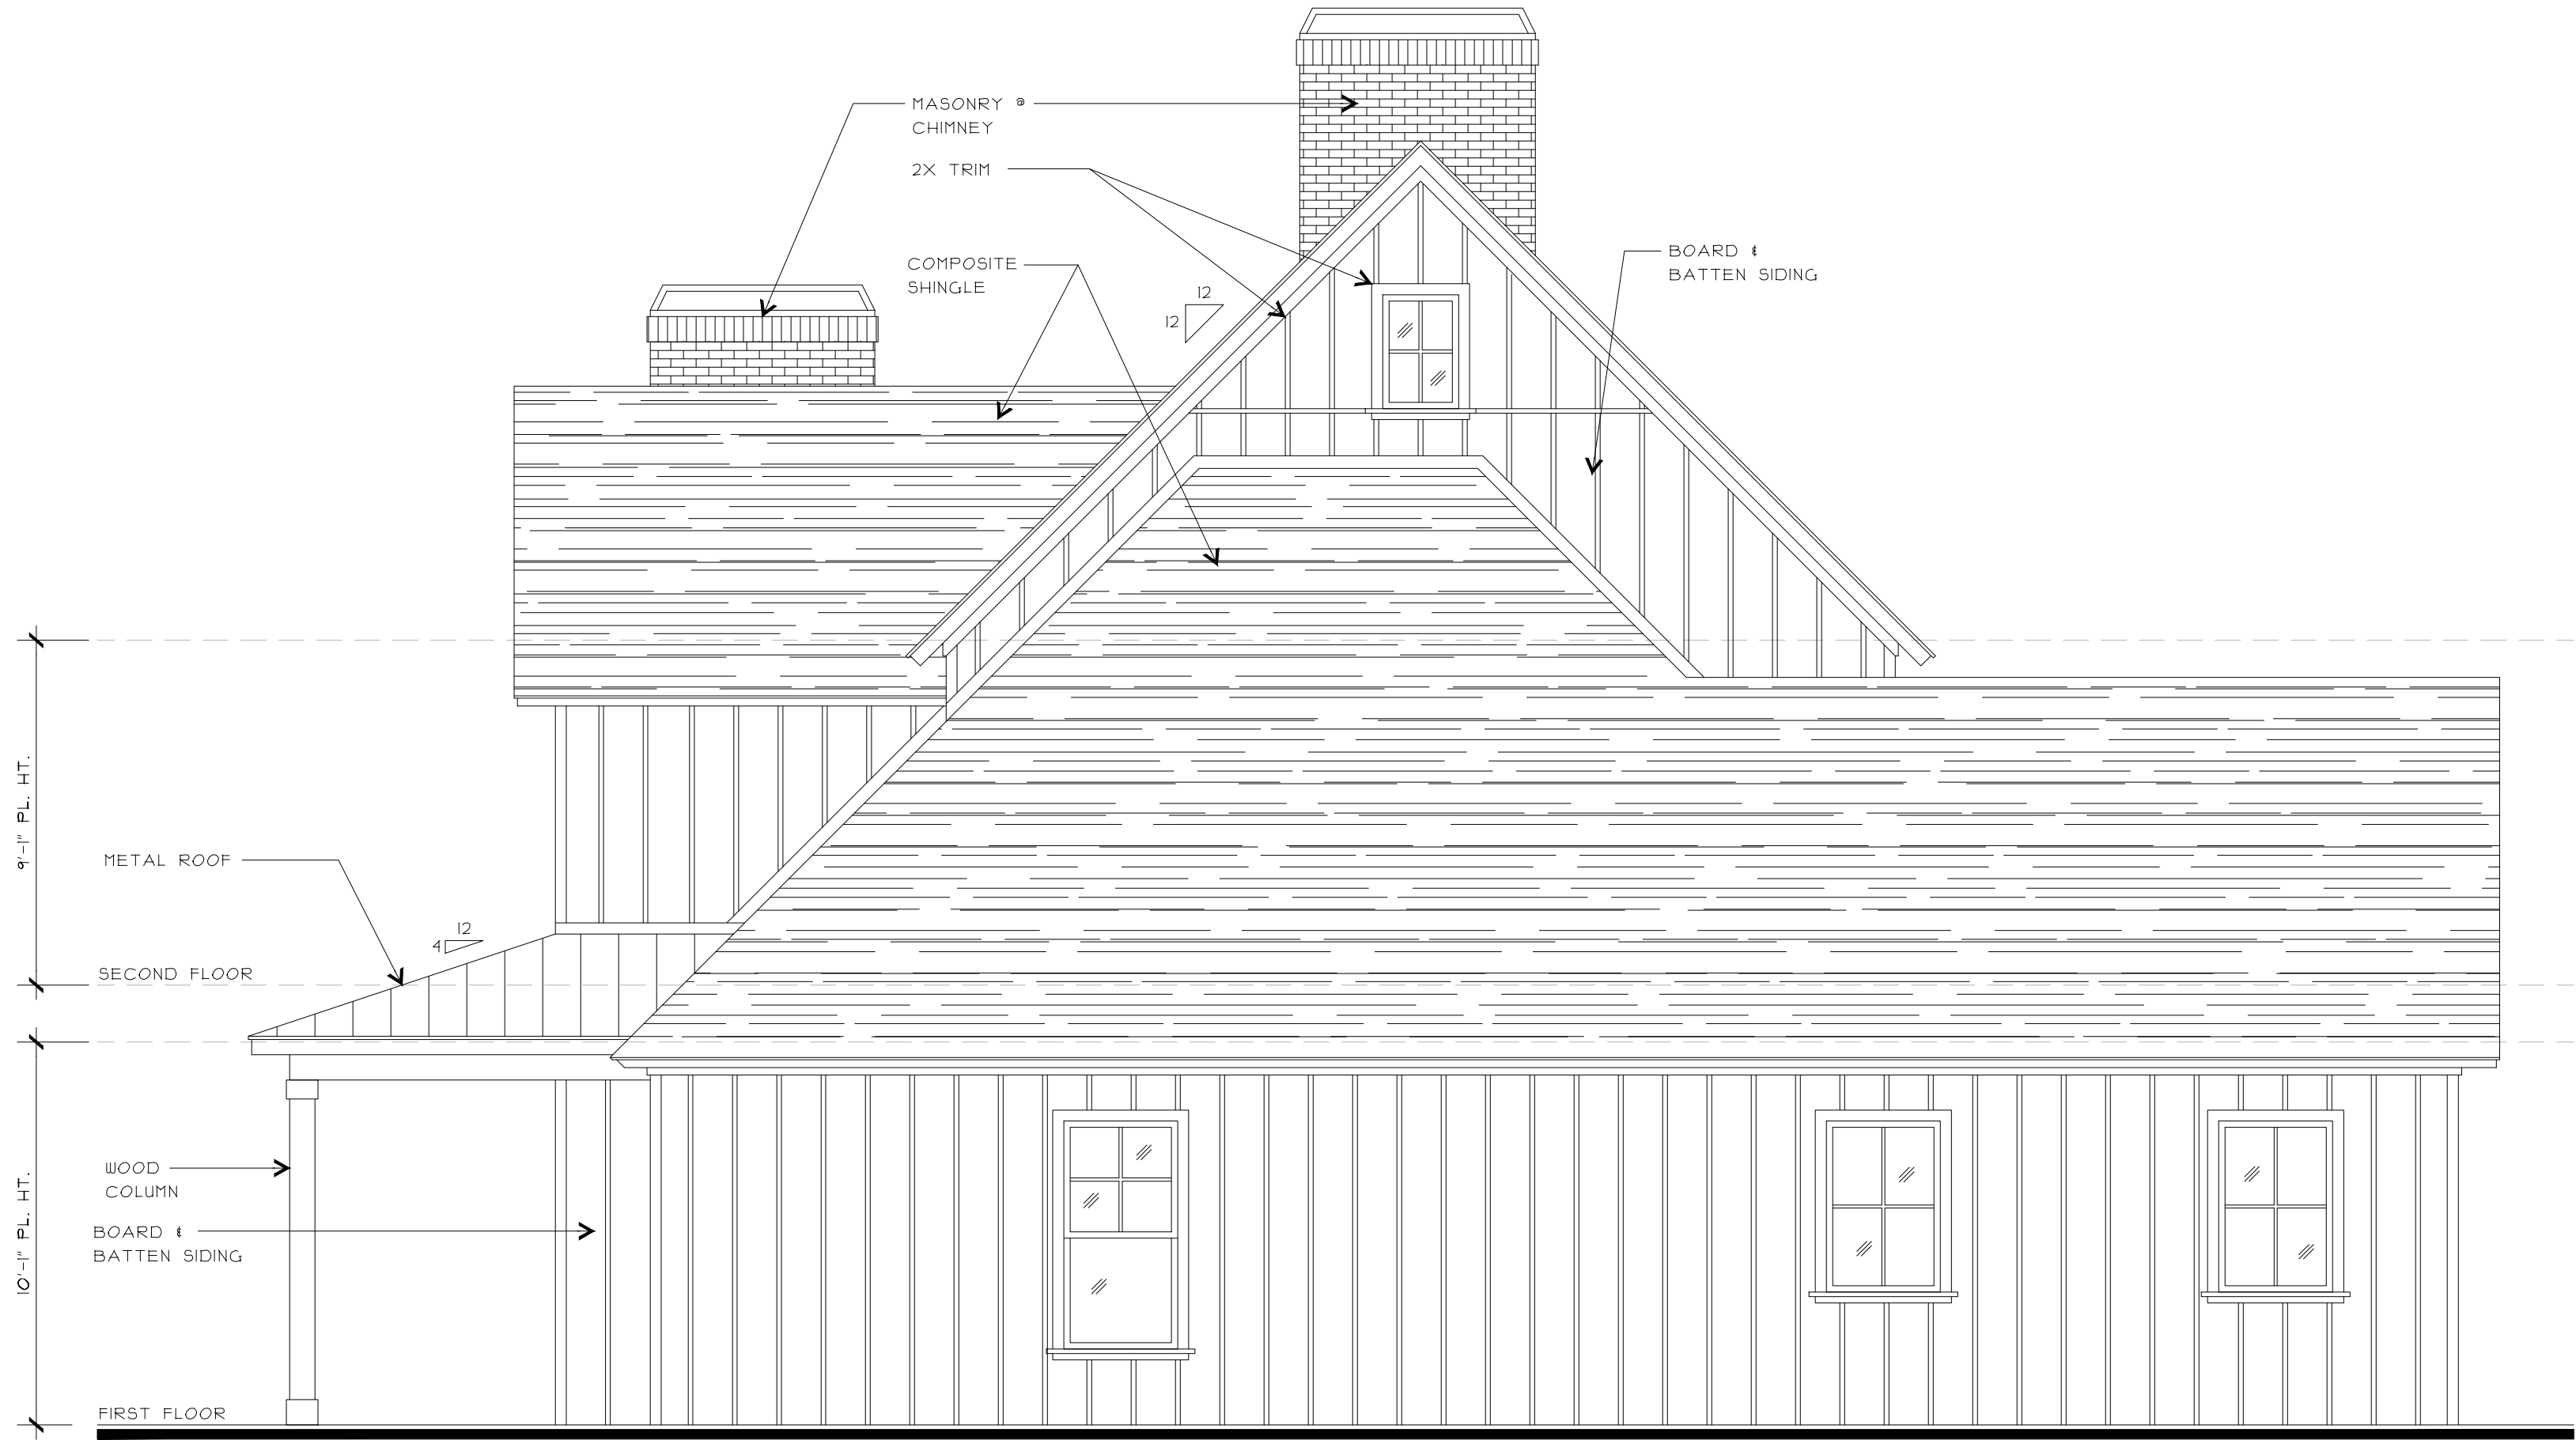 MASONRY @
CHIMNEY
2X TRIM
COMPOSITE
SHINGLE
BOARD &
BATTEN SIDING
12
12
9'-1" PL. HT.
METAL ROOF
12
4
SECOND FLOOR
WOOD
COLUMN
BOARD &
BATTEN SIDING
10'-1" PL. HT.
FIRST FLOOR